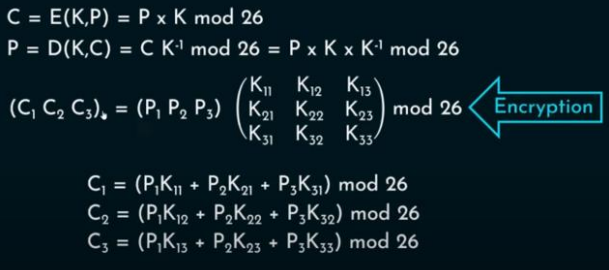 C = E(K,P) = P x K mod 26
P = D(K,C) = C K⁻¹ mod 26 = P x K x K⁻¹ mod 26
K₁₁ K₁₂ K₁₃
(C₁ C₂ C₃) = (P₁ P₂ P₃) K₂₁ K₂₂ K₂₃ mod 26 Encryption
K₃₁ K₃₂ K₃₃
C₁ = (P₁K₁₁ + P₂K₂₁ + P₃K₃₁) mod 26
C₂ = (P₁K₁₂ + P₂K₂₂ + P₃K₃₂) mod 26
C₃ = (P₁K₁₃ + P₂K₂₃ + P₃K₃₃) mod 26